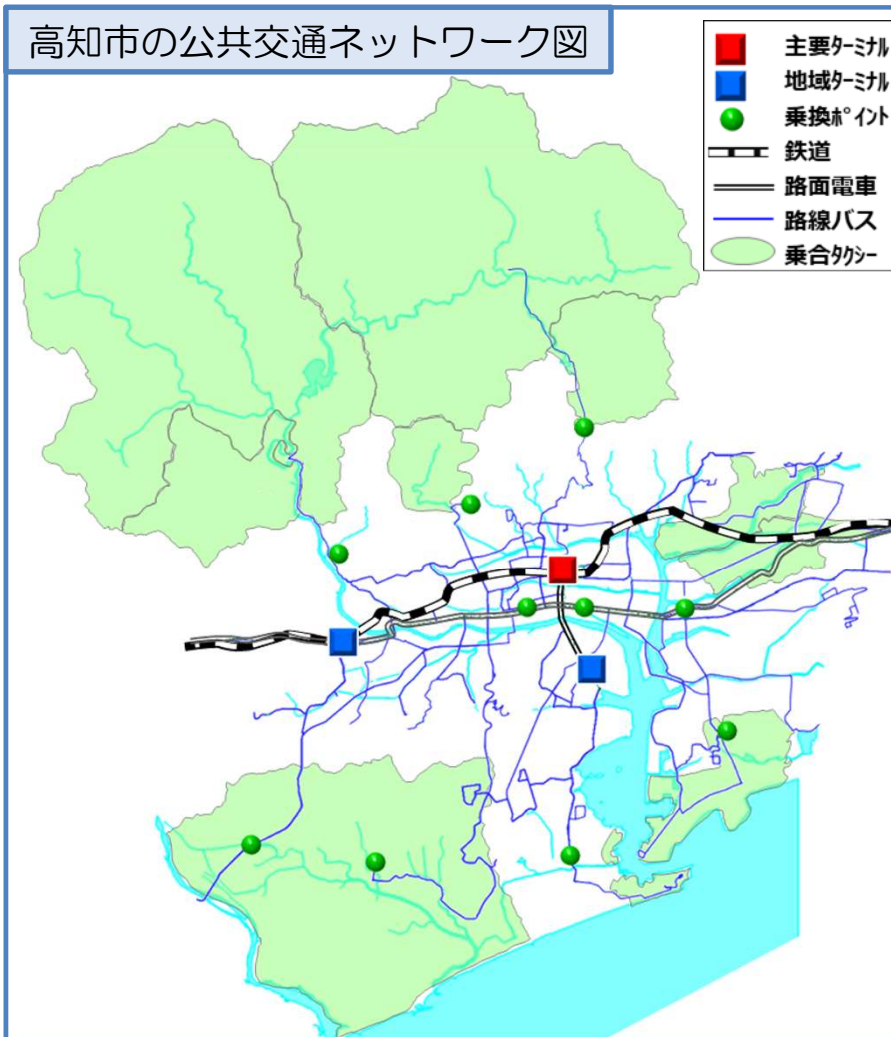 高知市の公共交通ネットワーク図
主要ﾀｰﾐﾅﾙ
地域ﾀｰﾐﾅﾙ
乗換ﾎﾟｲﾝﾄ
鉄道
路面電車
路線バス
乗合ﾀｸｼｰ